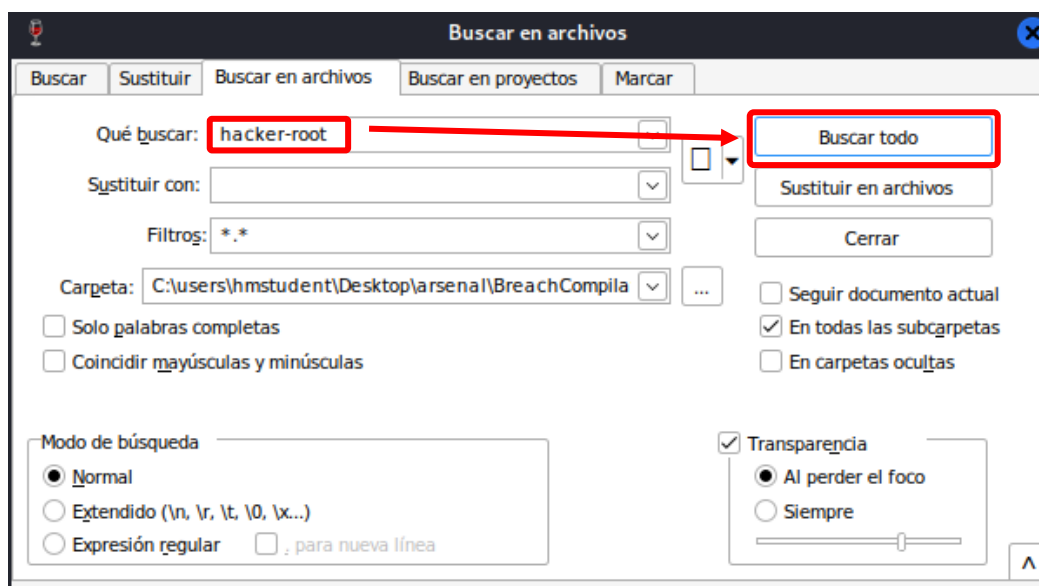 Buscar en archivos
Buscar Sustituir Buscar en archivos Buscar en proyectos Marcar
Qué buscar: hacker-root Buscar todo
Sustituir con: Sustituir en archivos
Filtros: *.* Cerrar
Carpeta: C:\users\hmstudent\Desktop\arsenal\BreachCompila ... Seguir documento actual
Solo palabras completas En todas las subcarpetas
Coincidir mayúsculas y minúsculas En carpetas ocultas
Modo de búsqueda Transparencia
Normal Al perder el foco
Extendido (\n, \r, \t, \0, \x...) Siempre
Expresión regular . para nueva línea